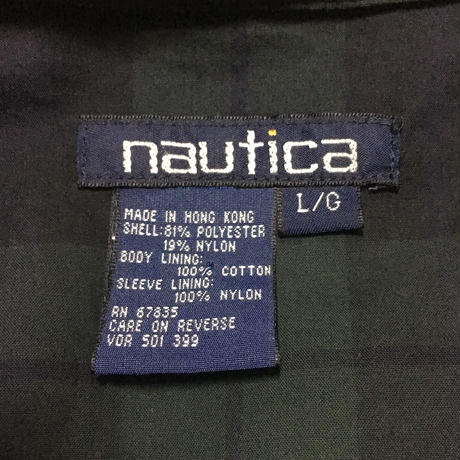 nautica
L/G
MADE IN HONG KONG
SHELL: 81% POLYESTER
19% NYLON
BODY LINING:
100% COTTON
SLEEVE LINING:
100% NYLON
RN 67835
CARE ON REVERSE
VDR 501 399